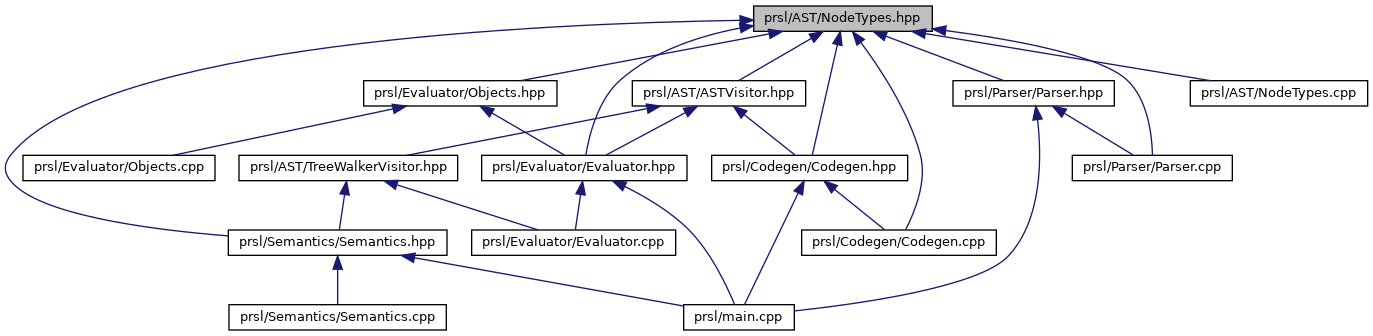 prsl/AST/NodeTypes.hpp
prsl/Evaluator/Objects.hpp
prsl/AST/ASTVisitor.hpp
prsl/Parser/Parser.hpp
prsl/AST/NodeTypes.cpp
prsl/Evaluator/Objects.cpp
prsl/AST/TreeWalkerVisitor.hpp
prsl/Evaluator/Evaluator.hpp
prsl/Codegen/Codegen.hpp
prsl/Parser/Parser.cpp
prsl/Semantics/Semantics.hpp
prsl/Evaluator/Evaluator.cpp
prsl/Codegen/Codegen.cpp
prsl/Semantics/Semantics.cpp
prsl/main.cpp